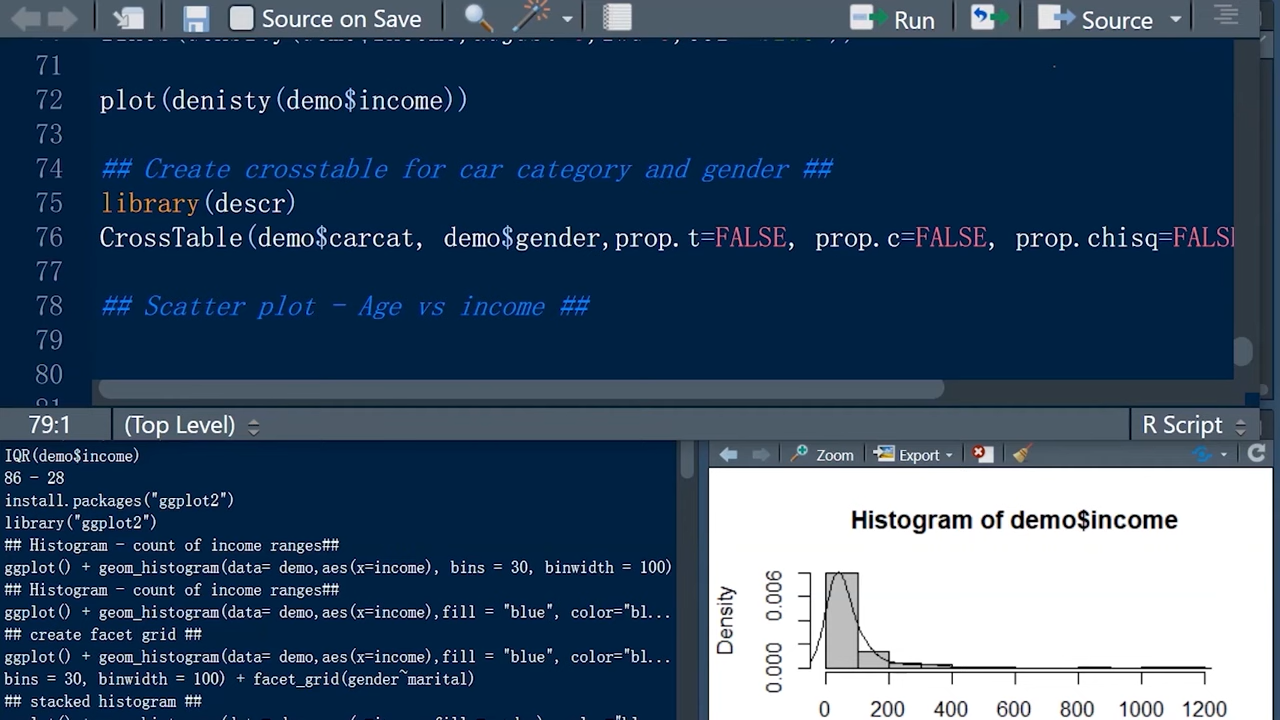 Source on Save
Run
Source
71
72 plot(denisty(demo$income))
73
74 ## Create crosstable for car category and gender ##
75 library(descr)
76 CrossTable(demo$carcat, demo$gender,prop.t=FALSE, prop.c=FALSE, prop.chisq=FALS
77
78 ## Scatter plot - Age vs income ##
79
80
79:1
(Top Level)
R Script
IQR(demo$income)
86 - 28
install.packages("ggplot2")
library("ggplot2")
## Histogram - count of income ranges##
ggplot() + geom_histogram(data= demo,aes(x=income), bins = 30, binwidth = 100)
## Histogram - count of income ranges##
ggplot() + geom_histogram(data= demo,aes(x=income),fill = "blue", color="bl...
## create facet grid ##
ggplot() + geom_histogram(data= demo,aes(x=income),fill = "blue", color="bl...
bins = 30, binwidth = 100) + facet_grid(gender~marital)
## stacked histogram ##
Zoom
Export
Histogram of demo$income
Density
0.006
0.000
0 200 400 600 800 1000 1200